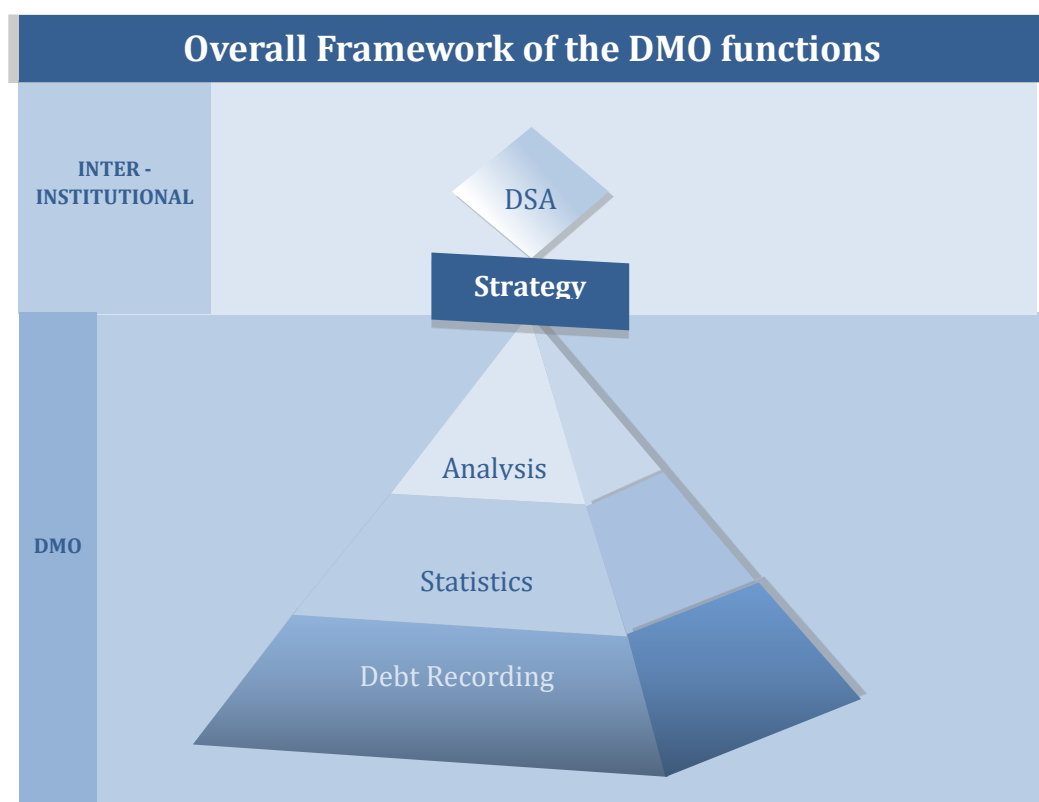 Overall Framework of the DMO functions
INTER -
INSTITUTIONAL
DSA
Strategy
Analysis
DMO
Statistics
Debt Recording